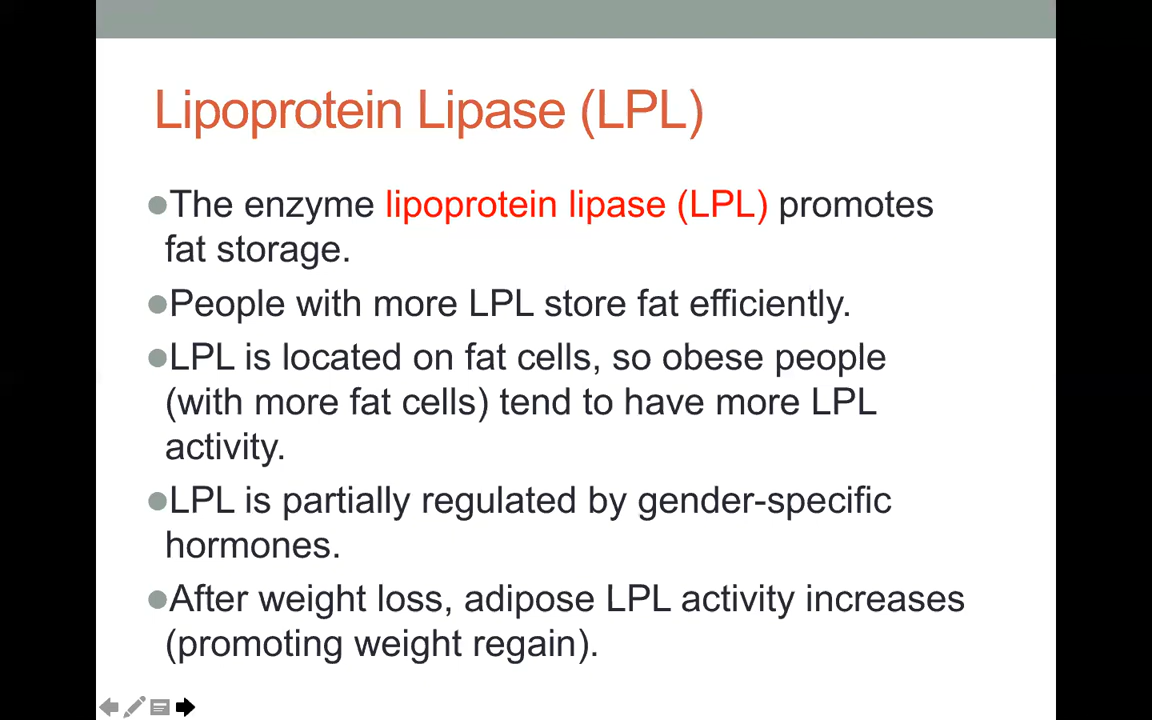 Lipoprotein Lipase (LPL)
●The enzyme lipoprotein lipase (LPL) promotes
fat storage.
●People with more LPL store fat efficiently.
●LPL is located on fat cells, so obese people
(with more fat cells) tend to have more LPL
activity.
●LPL is partially regulated by gender-specific
hormones.
●After weight loss, adipose LPL activity increases
(promoting weight regain).